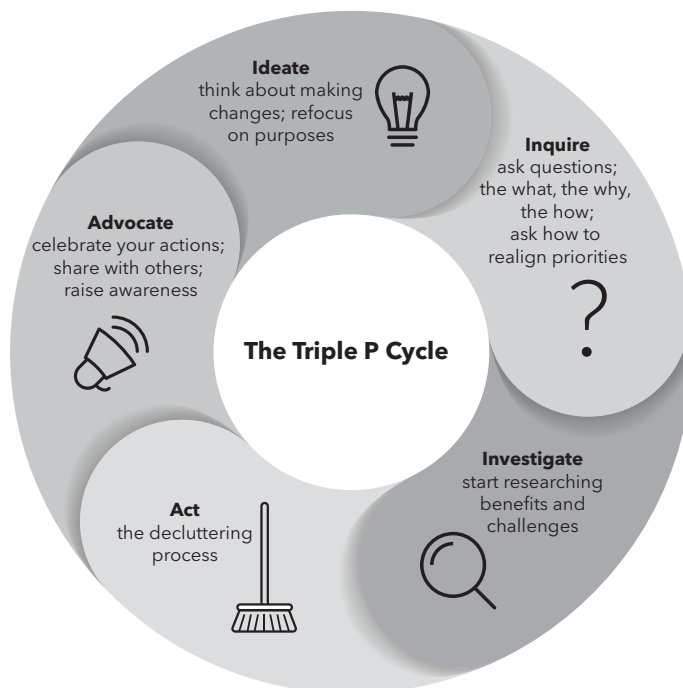 Ideate
think about making
changes; refocus
on purposes
Inquire
ask questions;
the what, the why,
the how;
ask how to
realign priorities
?
Investigate
start researching
benefits and
challenges
Act
the decluttering
process
Advocate
celebrate your actions;
share with others;
raise awareness
The Triple P Cycle